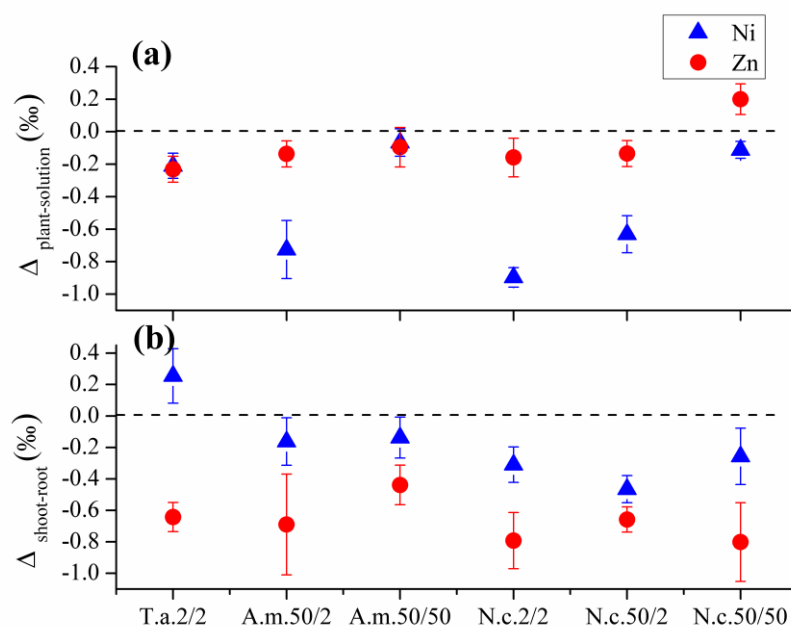 Ni
Zn
(a)
0.4
0.2
0.0
-0.2
-0.4
-0.6
-0.8
-1.0
Δ plant-solution (‰)
(b)
0.4
0.2
0.0
-0.2
-0.4
-0.6
-0.8
-1.0
Δ shoot-root (‰)
T.a.2/2 A.m.50/2 A.m.50/50 N.c.2/2 N.c.50/2 N.c.50/50